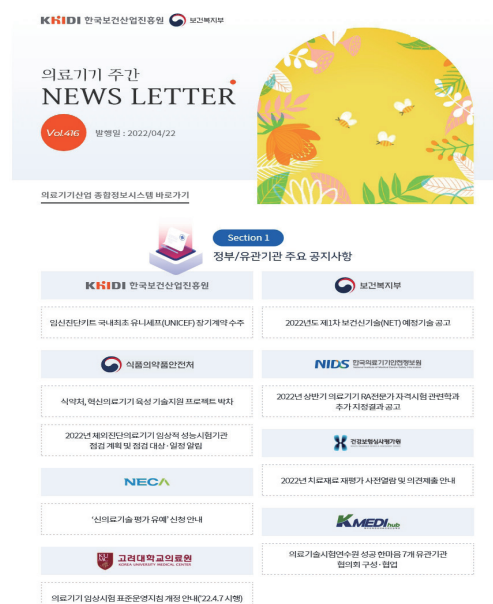 KHIDI 한국보건산업진흥원 보건복지부
의료기기 주간
NEWS LETTER
Vol.416 발행일 : 2022/04/22
의료기기산업 종합정보시스템 바로가기
Section 1
정부/유관기관 주요 공지사항
KHIDI 한국보건산업진흥원
임신진단키트 국내최초 유니세프(UNICEF) 장기계약 수주
보건복지부
2022년도 제1차 보건신기술(NET) 예정기술 공고
식품의약품안전처
식약처, 혁신의료기기 육성 기술지원 프로젝트 박차
2022년 체외진단의료기기 임상적 성능시험기관
점검 계획 및 점검 대상·일정 알림
NIDS 한국의료기기안전정보원
2022년 상반기 의료기기 RA전문가 자격시험 관련학과
추가 지정결과 공고
건강보험심사평가원
2022년 치료재료 재평가 사전열람 및 의견제출 안내
NECA
'신의료기술 평가 유예' 신청 안내
KMEDI hub
의료기술시험연수원 성공 한마음 7개 유관기관
협의회 구성·협업
고려대학교의료원
KOREA UNIVERSITY MEDICAL CENTER
의료기기 임상시험 표준운영지침 개정 안내('22.4.7 시행)